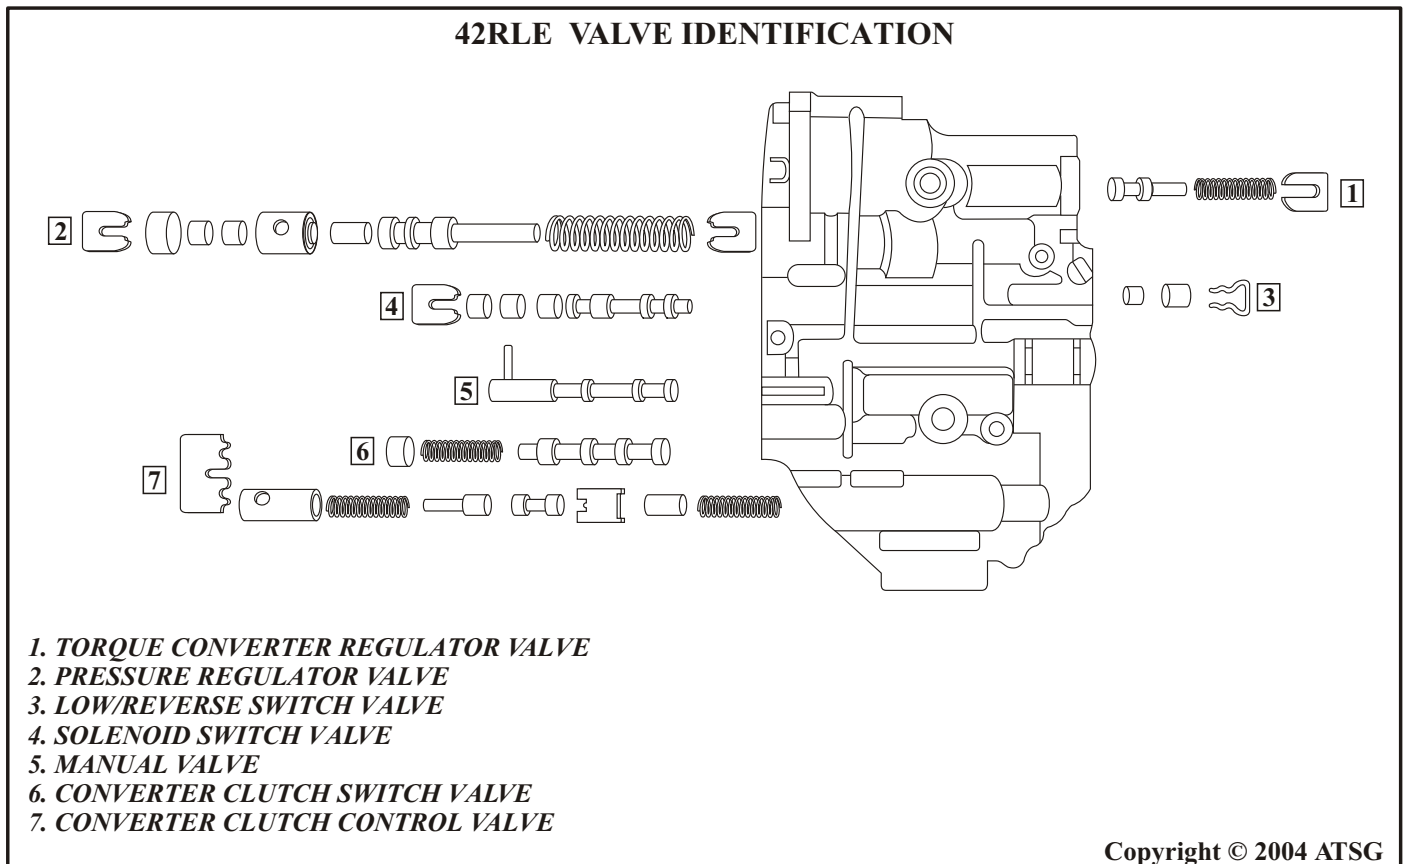 42RLE VALVE IDENTIFICATION
1
2
3
4
5
6
7
1. TORQUE CONVERTER REGULATOR VALVE
2. PRESSURE REGULATOR VALVE
3. LOW/REVERSE SWITCH VALVE
4. SOLENOID SWITCH VALVE
5. MANUAL VALVE
6. CONVERTER CLUTCH SWITCH VALVE
7. CONVERTER CLUTCH CONTROL VALVE
Copyright © 2004 ATSG